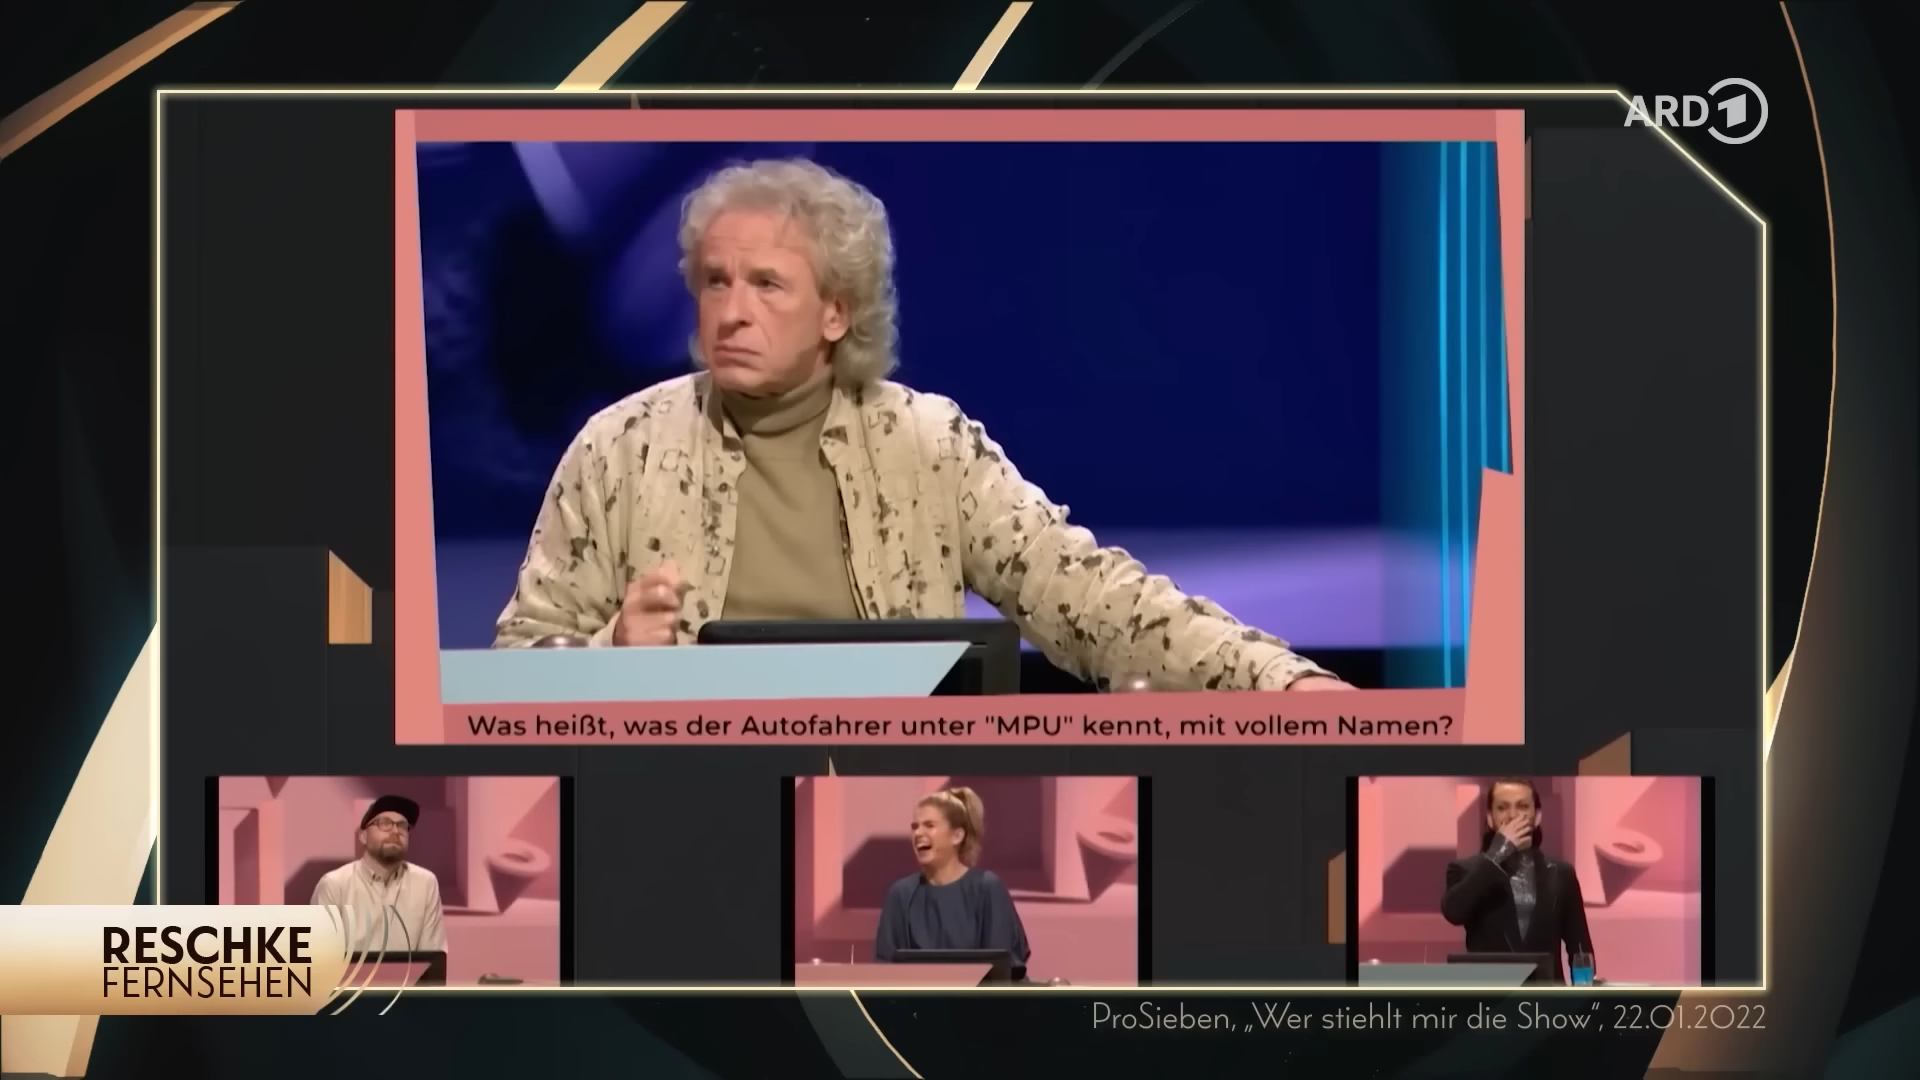 ARD 1
Was heißt, was der Autofahrer unter "MPU" kennt, mit vollem Namen?
RESCHKE
FERNSEHEN
ProSieben, „Wer stiehlt mir die Show“, 22.01.2022